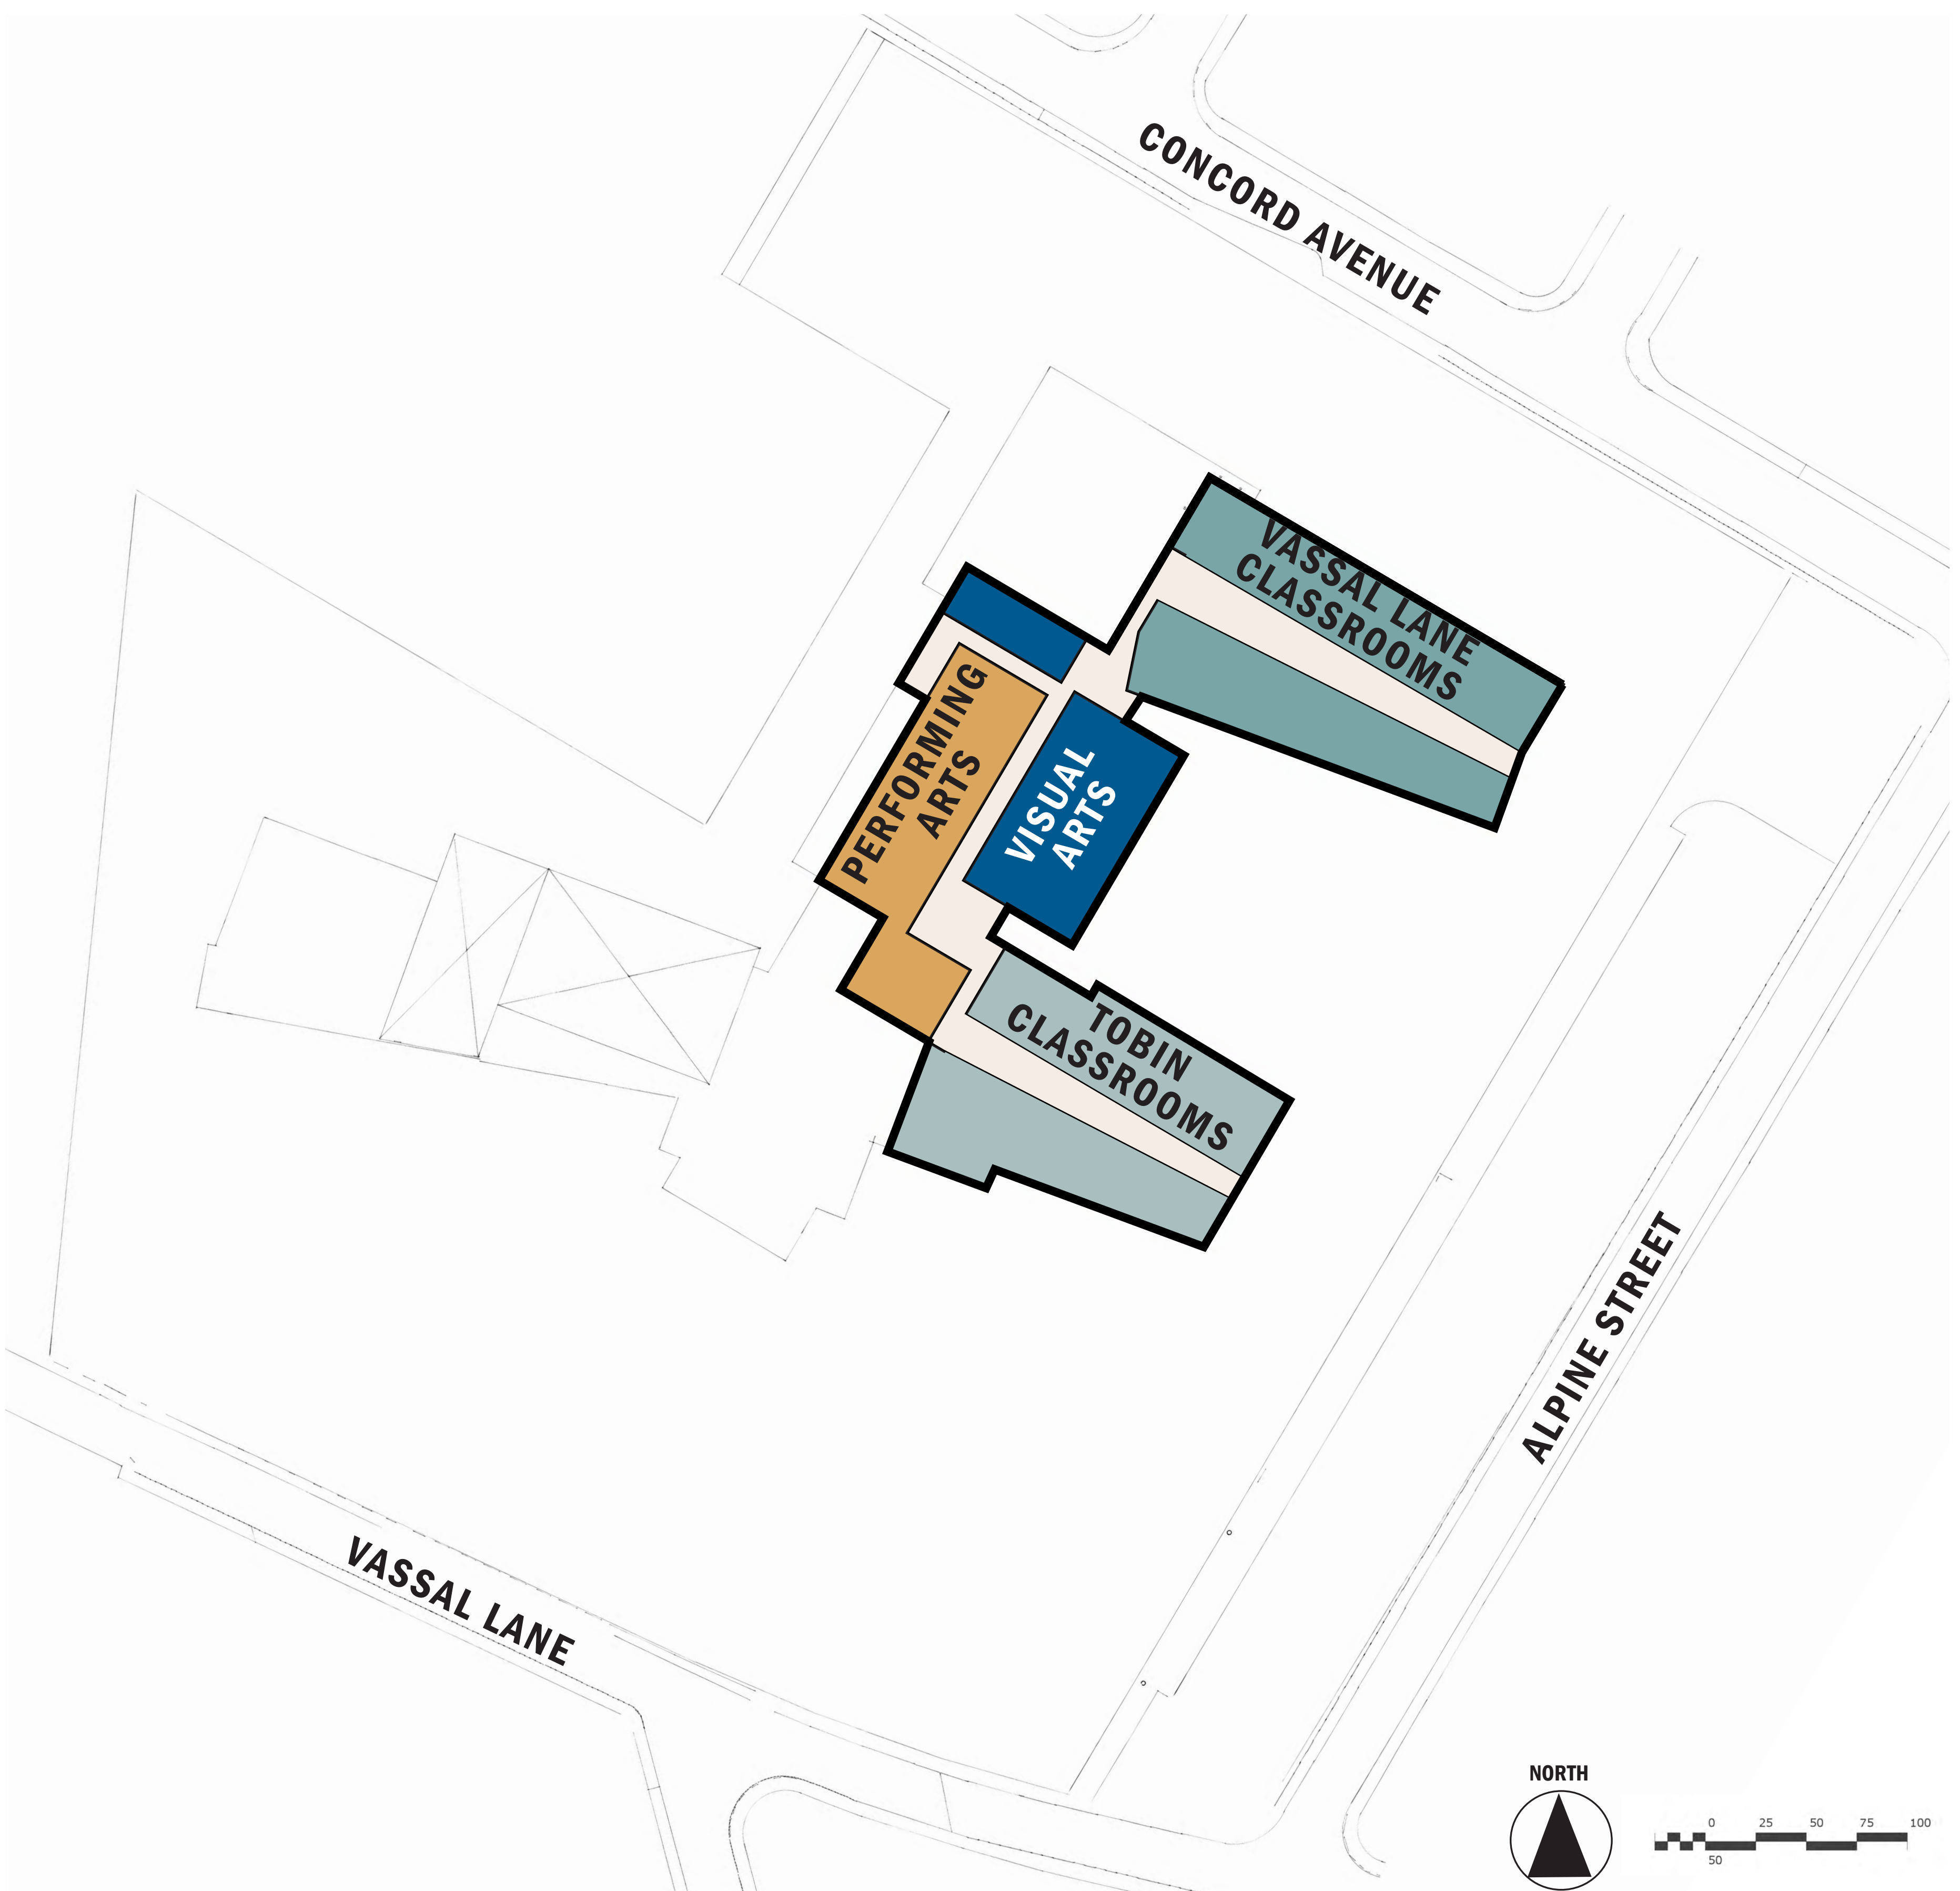 CONCORD AVENUE
VASSAL LANE
CLASSROOMS
PERFORMING
ARTS
VISUAL
ARTS
TOBIN
CLASSROOMS
ALPINE STREET
VASSAL LANE
NORTH
0 25 50 75 100
50